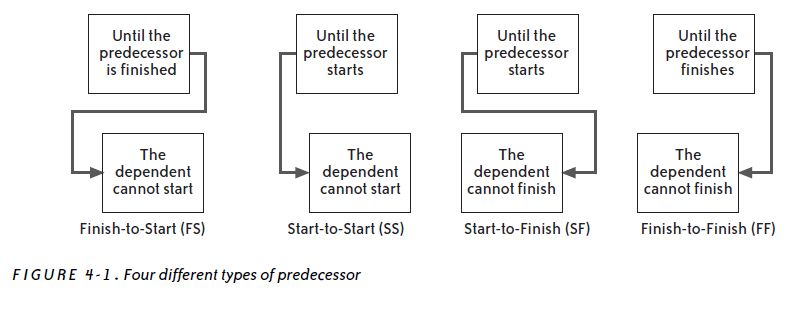 Until the
predecessor
is finished
Until the
predecessor
starts
Until the
predecessor
starts
Until the
predecessor
finishes
The
dependent
cannot start
The
dependent
cannot start
The
dependent
cannot finish
The
dependent
cannot finish
Finish-to-Start (FS)
Start-to-Start (SS)
Start-to-Finish (SF)
Finish-to-Finish (FF)
FIGURE 4-1. Four different types of predecessor